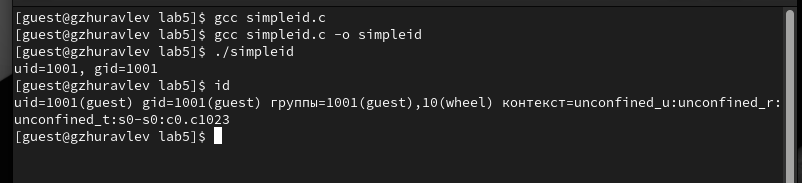 [guest@gzhuravlev lab5]$ gcc simpleid.c
[guest@gzhuravlev lab5]$ gcc simpleid.c -o simpleid
[guest@gzhuravlev lab5]$ ./simpleid
uid=1001, gid=1001
[guest@gzhuravlev lab5]$ id
uid=1001(guest) gid=1001(guest) группы=1001(guest),10(wheel) контекст=unconfined_u:unconfined_r:
unconfined_t:s0-s0:c0.c1023
[guest@gzhuravlev lab5]$